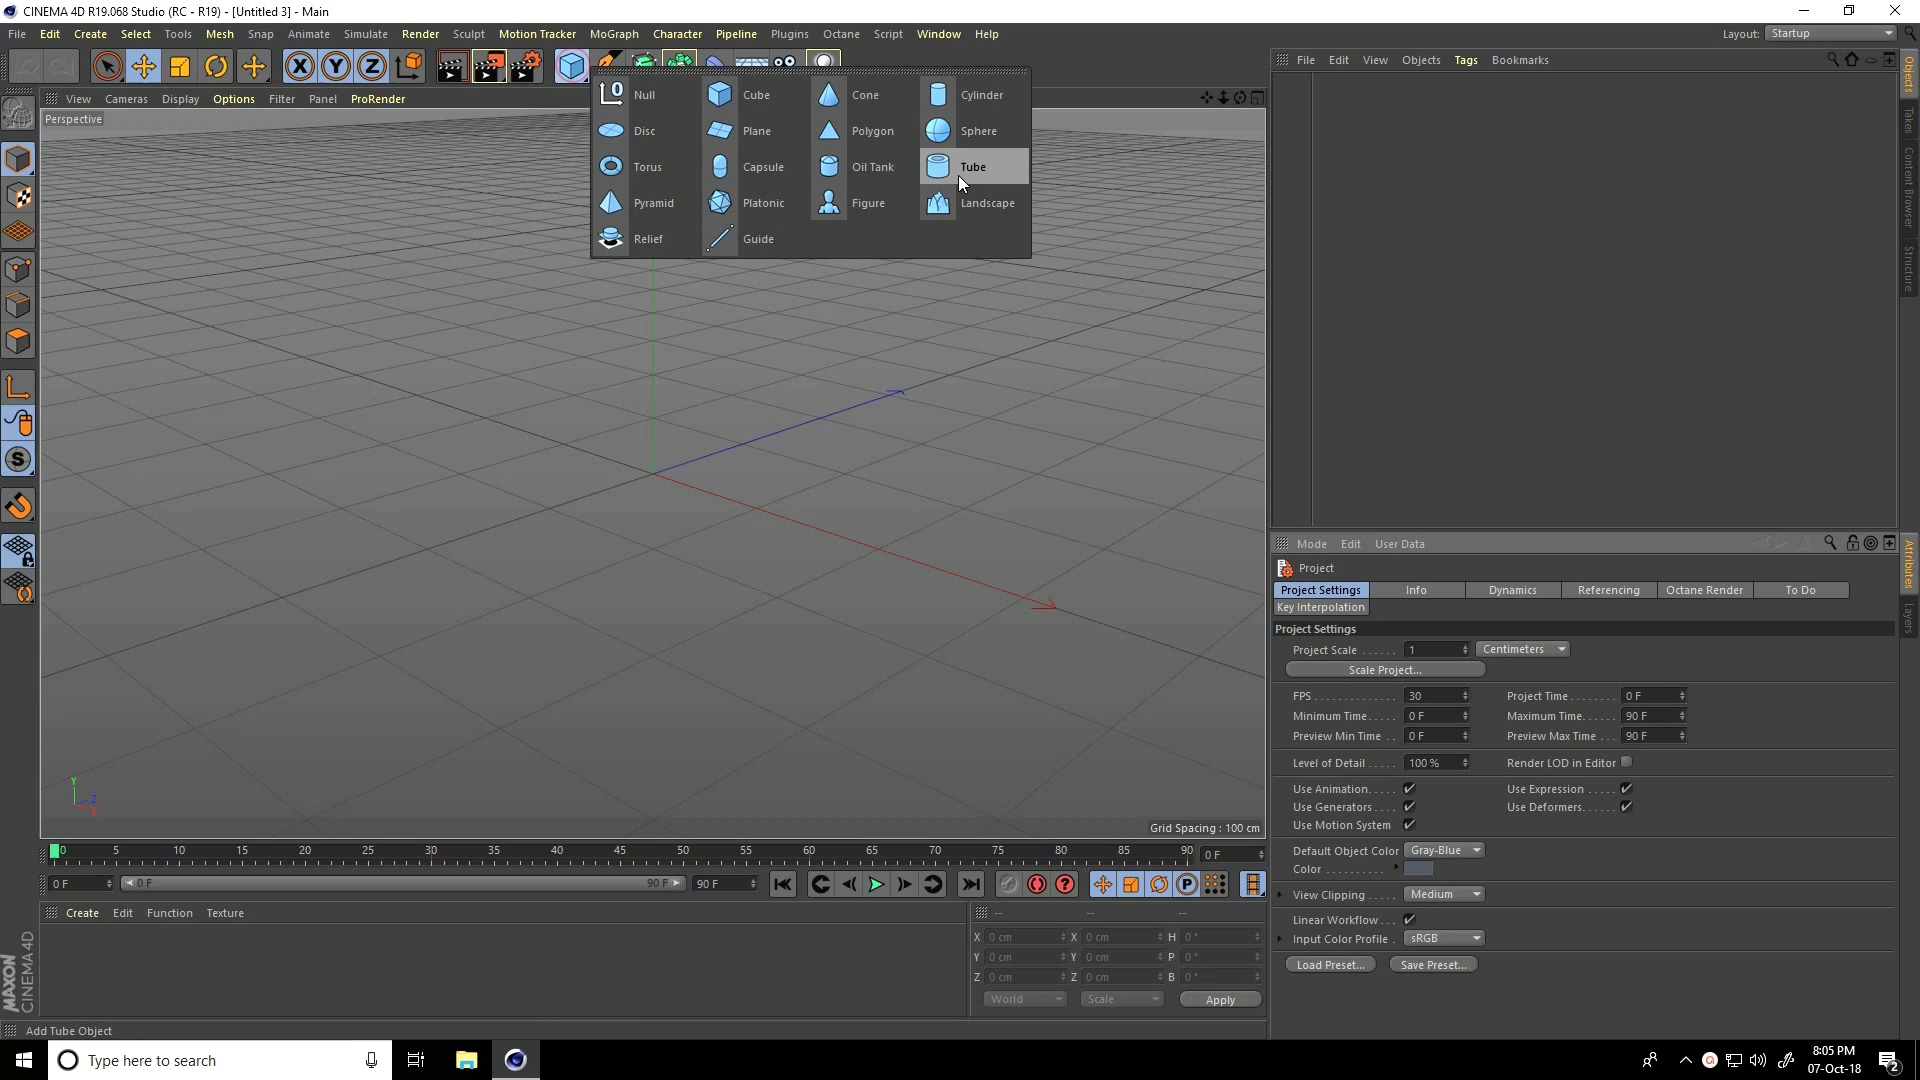 CINEMA 4D R19.068 Studio (RC - R19) - [Untitled 3] - Main
File Edit Create Select Tools Mesh Snap Animate Simulate Render Sculpt Motion Tracker MoGraph Character Pipeline Plugins Octane Script Window Help
Layout: Startup
File Edit View Objects Tags Bookmarks
View Cameras Display Options Filter Panel ProRender
Perspective
Null Cube Cone Cylinder
Disc Plane Polygon Sphere
Torus Capsule Oil Tank Tube
Pyramid Platonic Figure Landscape
Relief Guide
Objects
Takes
Content Browser
Structure
X Y Z
S
Y
Z
X
Grid Spacing : 100 cm
Mode Edit User Data
Project
Project Settings Info Dynamics Referencing Octane Render To Do
Key Interpolation
Project Settings
Project Scale ...... 1 Centimeters
Scale Project...
FPS ............. 30 Project Time ....... 0 F
Minimum Time..... 0 F Maximum Time...... 90 F
Preview Min Time .. 0 F Preview Max Time ... 90 F
Level of Detail ..... 100 % Render LOD in Editor
Use Animation..... Use Expression .....
Use Generators .... Use Deformers......
Use Motion System
Default Object Color Gray-Blue
Color ..........
View Clipping ..... Medium
Linear Workflow ...
Input Color Profile . sRGB
Load Preset... Save Preset...
Attributes
Layers
0 5 10 15 20 25 30 35 40 45 50 55 60 65 70 75 80 85 90 0 F
0 F 0 F 90 F 90 F
Create Edit Function Texture
-- -- --
X 0 cm X 0 cm H 0 °
Y 0 cm Y 0 cm P 0 °
Z 0 cm Z 0 cm B 0 °
World Scale Apply
MAXON
CINEMA 4D
Add Tube Object
Type here to search
8:05 PM
07-Oct-18
2